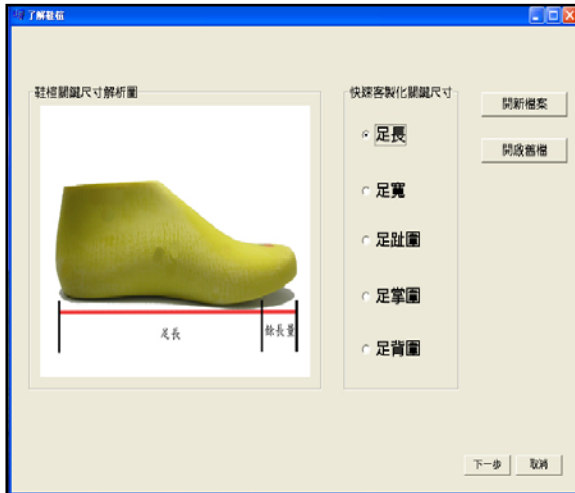 了解鞋楦
鞋楦關鍵尺寸解析圖
足長
餘長量
快速客製化關鍵尺寸
足長
足寬
足趾圍
足掌圍
足背圍
開新檔案
開啟舊檔
下一步
取消